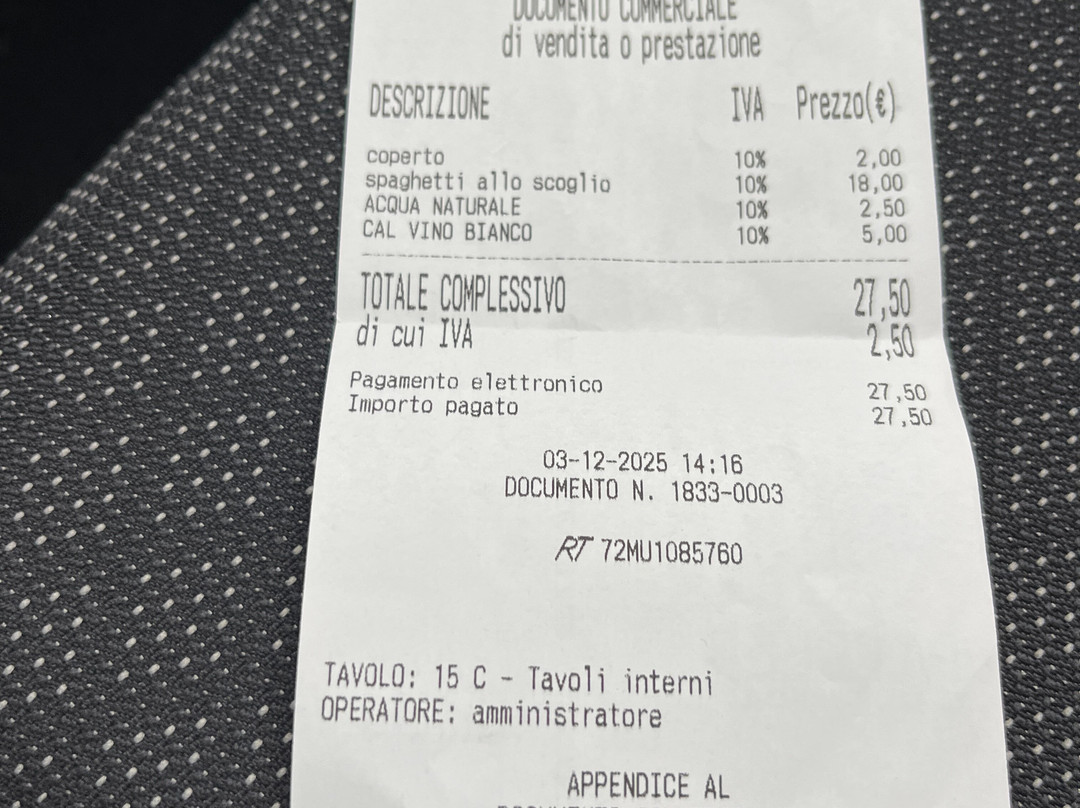 DOCUMENTO COMMERCIALE
di vendita o prestazione
DESCRIZIONE IVA Prezzo(€)
coperto 10% 2,00
spaghetti allo scoglio 10% 18,00
ACQUA NATURALE 10% 2,50
CAL VINO BIANCO 10% 5,00
TOTALE COMPLESSIVO 27,50
di cui IVA 2,50
Pagamento elettronico 27,50
Importo pagato 27,50
03-12-2025 14:16
DOCUMENTO N. 1833-0003
RT 72MU1085760
TAVOLO: 15 C - Tavoli interni
OPERATORE: amministratore
APPENDICE AL